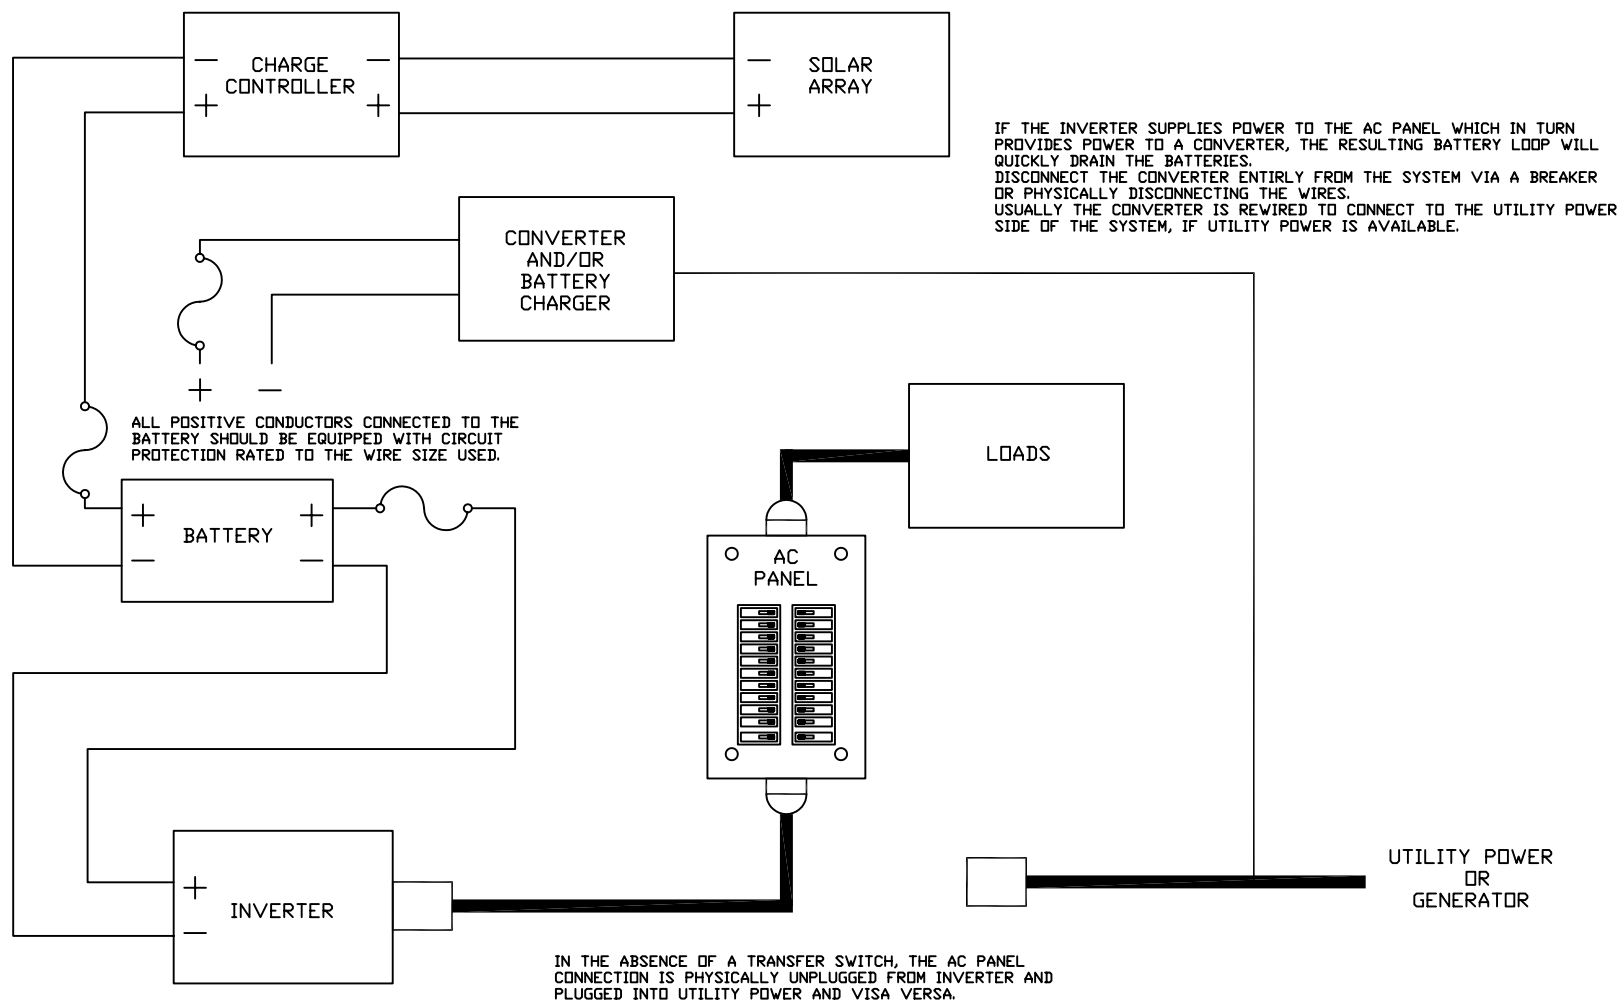 CHARGE
CONTROLLER
−
+
−
+
SOLAR
ARRAY
−
+
IF THE INVERTER SUPPLIES POWER TO THE AC PANEL WHICH IN TURN
PROVIDES POWER TO A CONVERTER, THE RESULTING BATTERY LOOP WILL
QUICKLY DRAIN THE BATTERIES.
DISCONNECT THE CONVERTER ENTIRLY FROM THE SYSTEM VIA A BREAKER
OR PHYSICALLY DISCONNECTING THE WIRES.
USUALLY THE CONVERTER IS REWIRED TO CONNECT TO THE UTILITY POWER
SIDE OF THE SYSTEM, IF UTILITY POWER IS AVAILABLE.
CONVERTER
AND/OR
BATTERY
CHARGER
+ −
ALL POSITIVE CONDUCTORS CONNECTED TO THE
BATTERY SHOULD BE EQUIPPED WITH CIRCUIT
PROTECTION RATED TO THE WIRE SIZE USED.
LOADS
+ +
BATTERY
− −
AC
PANEL
UTILITY POWER
OR
GENERATOR
+
INVERTER
−
IN THE ABSENCE OF A TRANSFER SWITCH, THE AC PANEL
CONNECTION IS PHYSICALLY UNPLUGGED FROM INVERTER AND
PLUGGED INTO UTILITY POWER AND VISA VERSA.